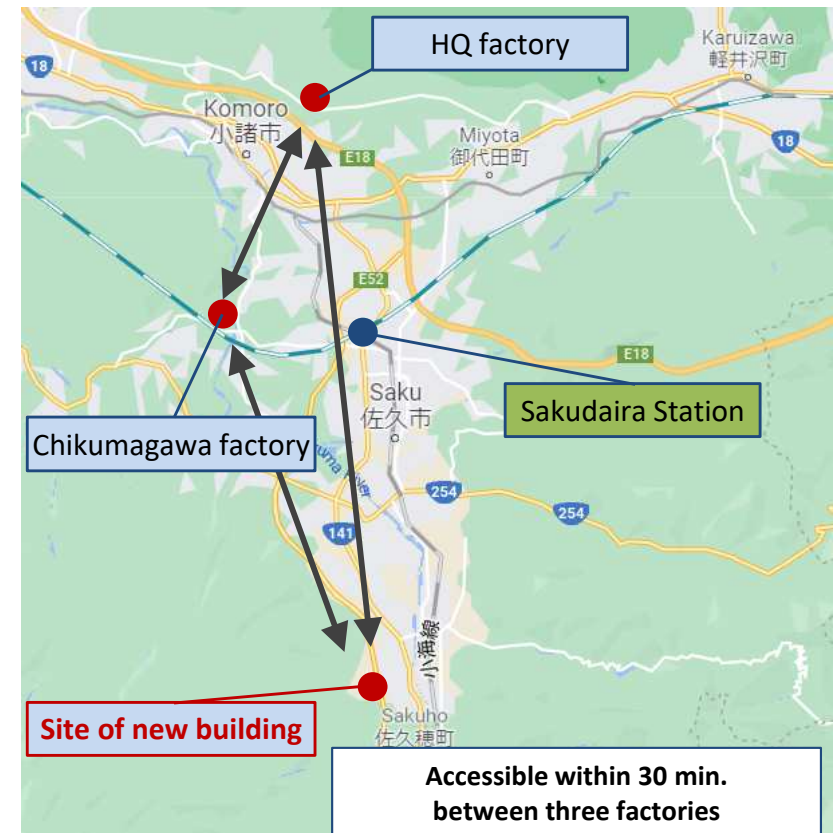 HQ factory
Karuizawa
軽井沢町
18
Komoro
小諸市
Miyota
御代田町
18
E18
E52
E18
Saku
佐久市
Sakudaira Station
Chikumagawa factory
River
254
254
141
小海線
Site of new building
Sakuho
佐久穂町
Accessible within 30 min.
between three factories